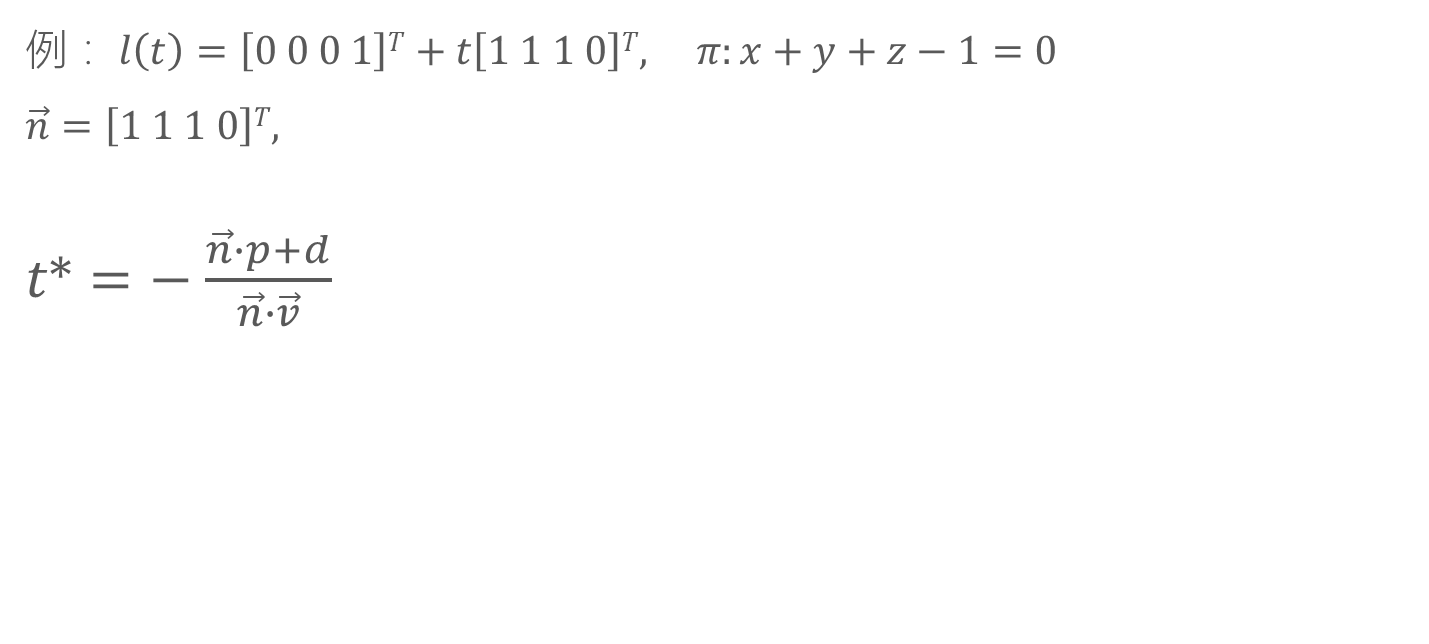 例：l(t) = [0 0 0 1]ᵀ + t[1 1 1 0]ᵀ, π: x + y + z − 1 = 0
n⃗ = [1 1 1 0]ᵀ,
t* = − (n⃗·p+d)/(n⃗·v⃗)